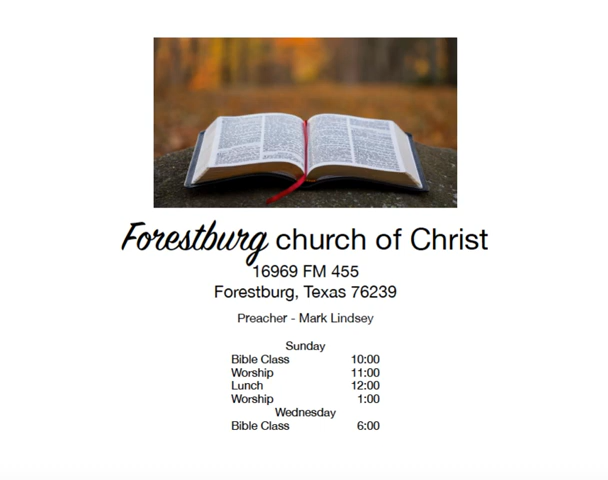 Forestburg church of Christ
16969 FM 455
Forestburg, Texas 76239
Preacher - Mark Lindsey
Sunday
Bible Class 10:00
Worship 11:00
Lunch 12:00
Worship 1:00
Wednesday
Bible Class 6:00